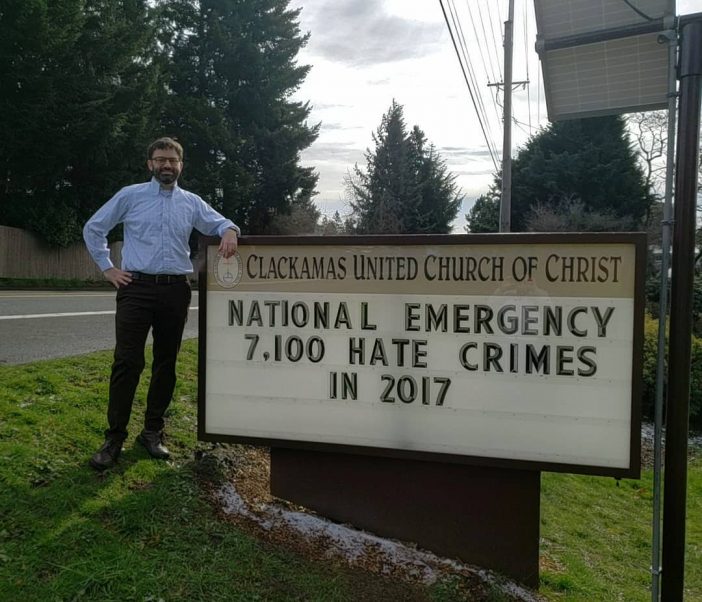 CLACKAMAS UNITED CHURCH OF CHRIST
NATIONAL EMERGENCY
7,100 HATE CRIMES
IN 2017